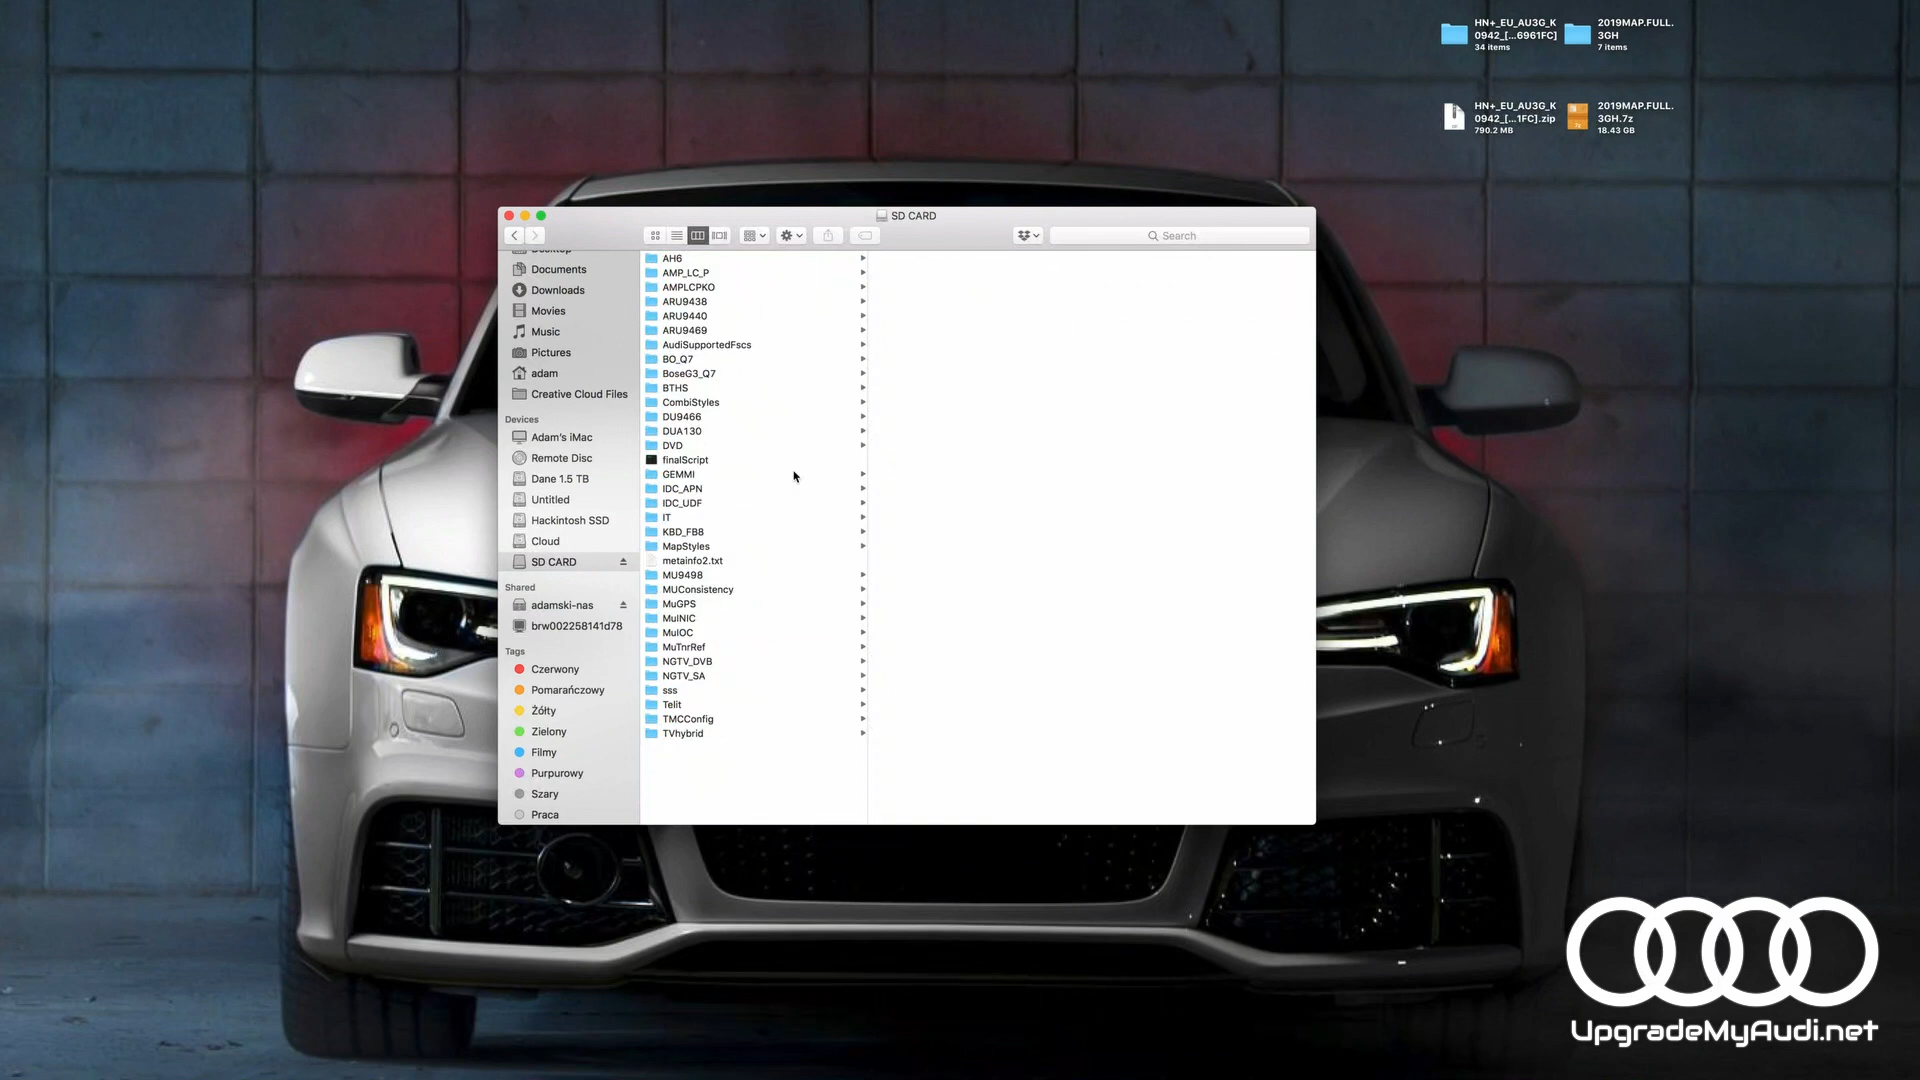 HN+_EU_AU3G_K
0942_[...6961FC]
34 items
2019MAP.FULL.
3GH
7 items
HN+_EU_AU3G_K
0942_[...1FC].zip
790.2 MB
2019MAP.FULL.
3GH.7z
18.43 GB
SD CARD
Search
Desktop
Documents
Downloads
Movies
Music
Pictures
adam
Creative Cloud Files
Devices
Adam's iMac
Remote Disc
Dane 1.5 TB
Untitled
Hackintosh SSD
Cloud
SD CARD
Shared
adamski-nas
brw002258141d78
Tags
Czerwony
Pomarańczowy
Żółty
Zielony
Filmy
Purpurowy
Szary
Praca
AH6
AMP_LC_P
AMPLCPKO
ARU9438
ARU9440
ARU9469
AudiSupportedFscs
BO_Q7
BoseG3_Q7
BTHS
CombiStyles
DU9466
DUA130
DVD
finalScript
GEMMI
IDC_APN
IDC_UDF
IT
KBD_FB8
MapStyles
metainfo2.txt
MU9498
MUConsistency
MuGPS
MuINIC
MuIOC
MuTnrRef
NGTV_DVB
NGTV_SA
sss
Telit
TMCConfig
TVhybrid
UpgradeMyAudi.net